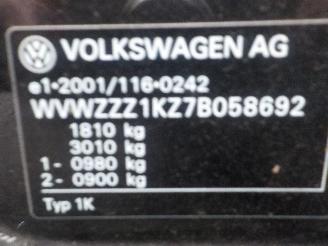 VOLKSWAGEN AG
e1*2001/116*0242
WVWZZZ1KZ7B058692
1810 kg
3010 kg
1- 0980 kg
2- 0900 kg
Typ 1K